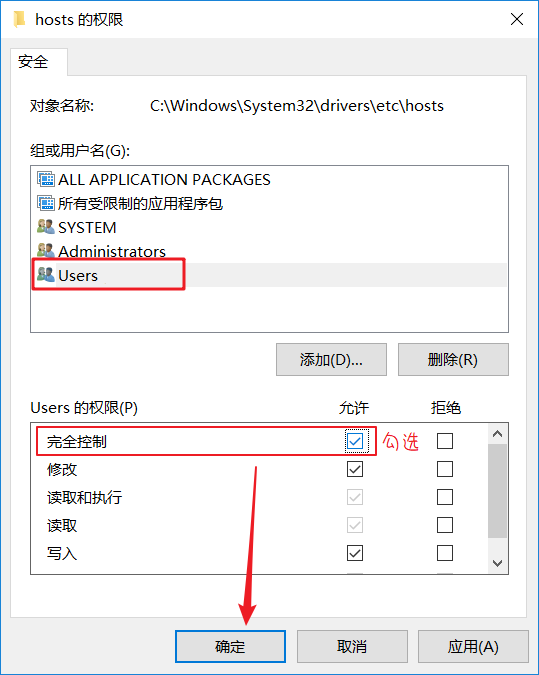 hosts 的权限
安全
对象名称: C:\Windows\System32\drivers\etc\hosts
组或用户名(G):
ALL APPLICATION PACKAGES
所有受限制的应用程序包
SYSTEM
Administrators
Users
添加(D)... 删除(R)
Users 的权限(P) 允许 拒绝
完全控制 勾选
修改
读取和执行
读取
写入
确定 取消 应用(A)